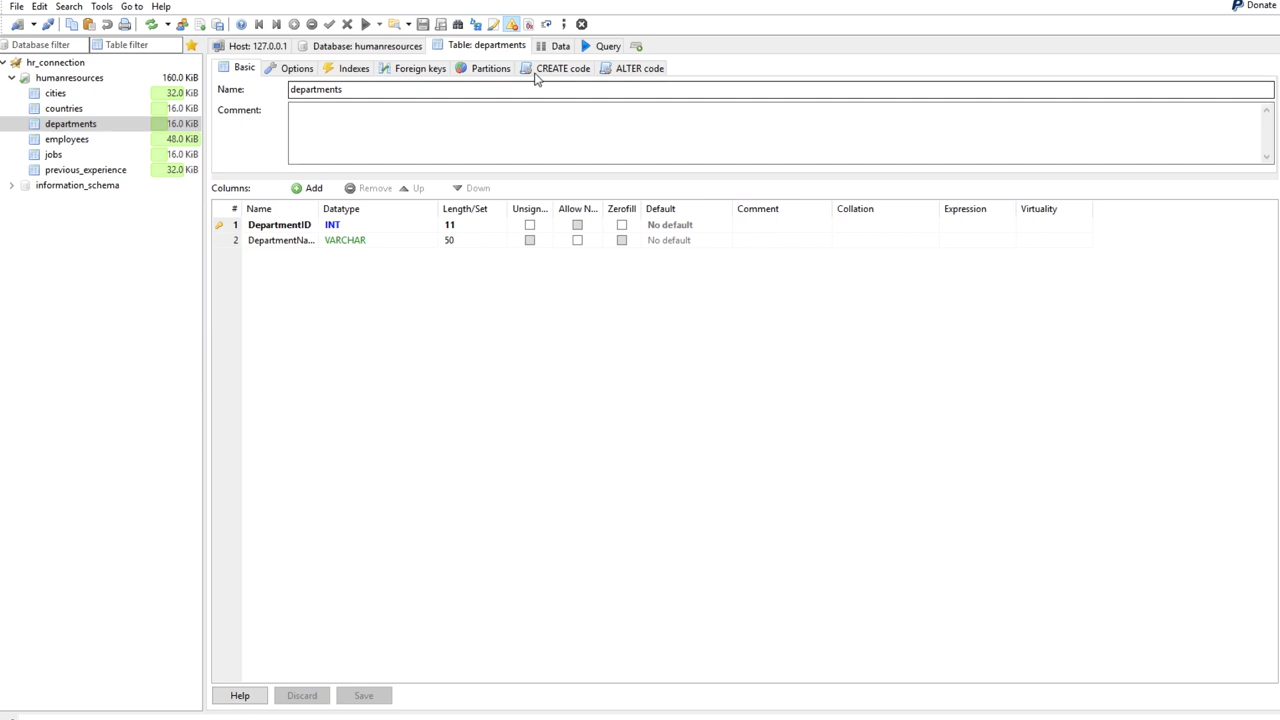 File Edit Search Tools Go to Help
Donate
Database filter Table filter Host: 127.0.0.1 Database: humanresources Table: departments Data Query
hr_connection
humanresources 160.0 KiB
cities 32.0 KiB
countries 16.0 KiB
departments 16.0 KiB
employees 48.0 KiB
jobs 16.0 KiB
previous_experience 32.0 KiB
information_schema
Basic Options Indexes Foreign keys Partitions CREATE code ALTER code
Name: departments
Comment:
Columns: Add Remove Up Down
# Name Datatype Length/Set Unsign... Allow N... Zerofill Default Comment Collation Expression Virtuality
1 DepartmentID INT 11 No default
2 DepartmentNa... VARCHAR 50 No default
Help Discard Save